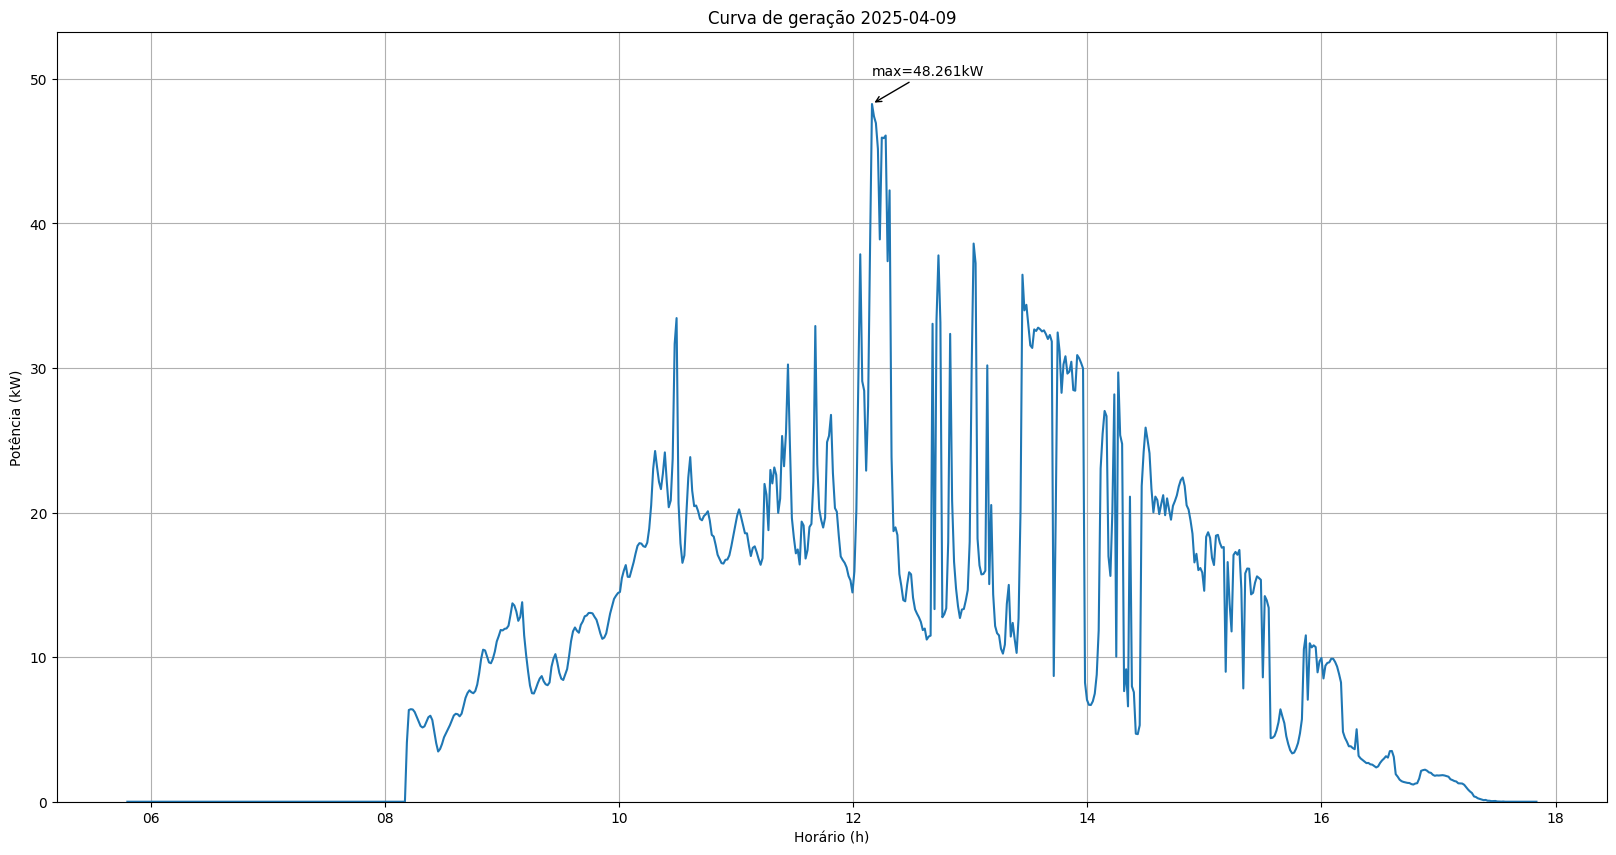 Curva de geração 2025-04-09
max=48.261kW
50
40
30
20
10
0
Potência (kW)
06 08 10 12 14 16 18
Horário (h)